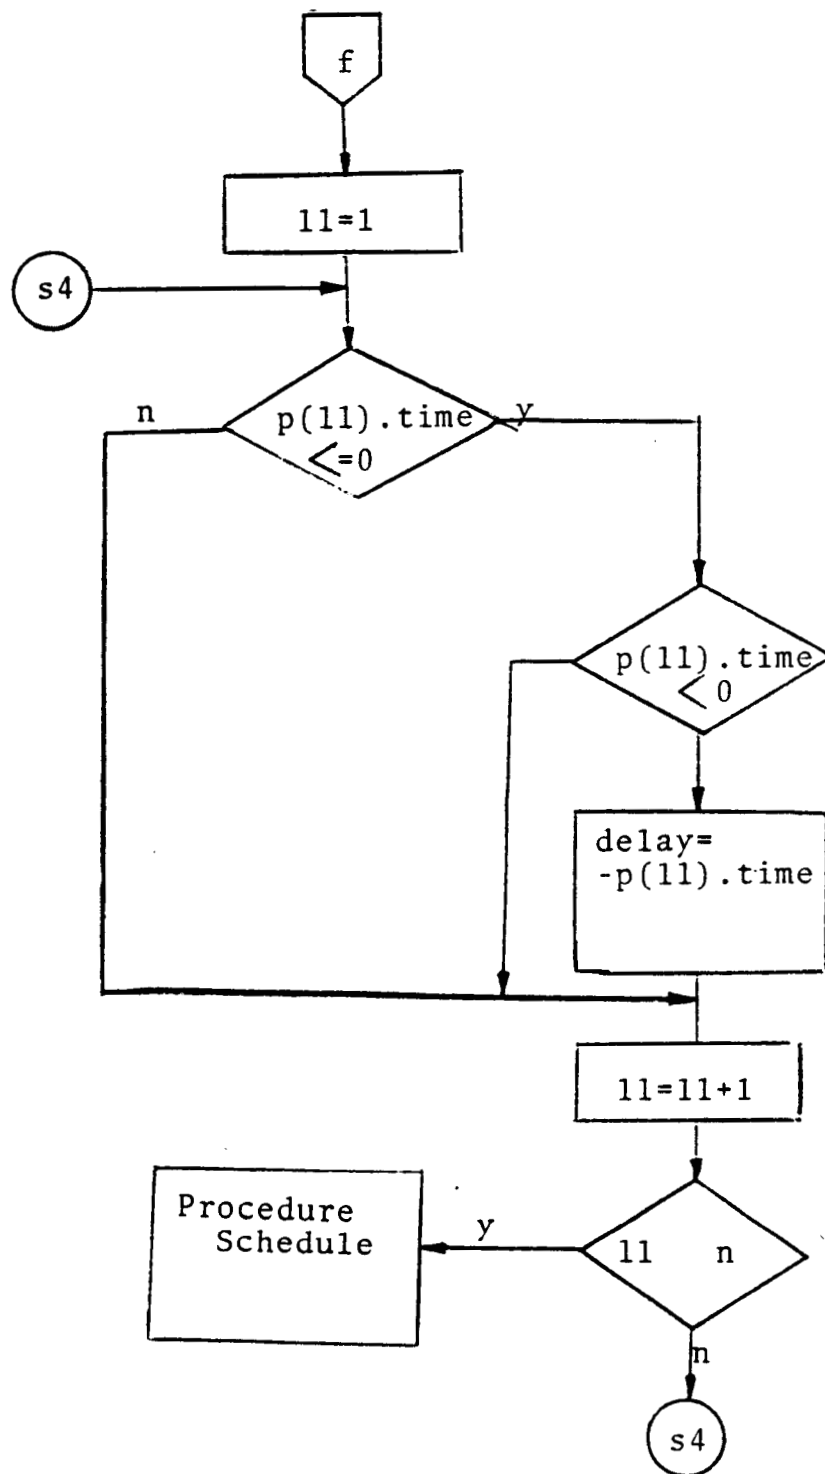 f
11=1
s4
n
p(11).time
<=0
y
p(11).time
< 0
delay=
-p(11).time
11=11+1
Procedure
Schedule
y
11 n
n
s4